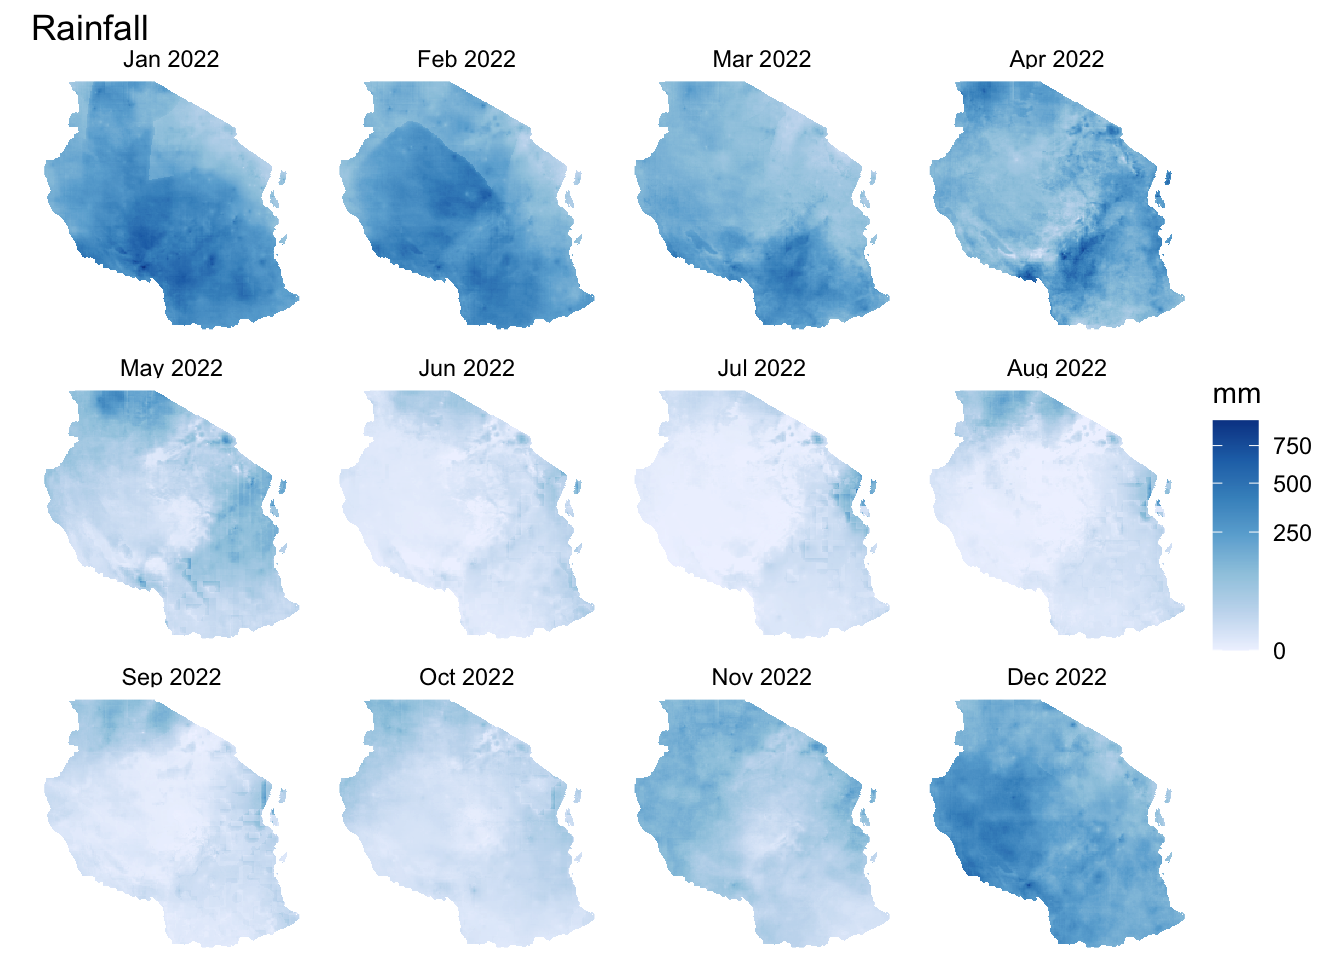 Rainfall
Jan 2022
Feb 2022
Mar 2022
Apr 2022
May 2022
Jun 2022
Jul 2022
Aug 2022
mm
750
500
250
0
Sep 2022
Oct 2022
Nov 2022
Dec 2022